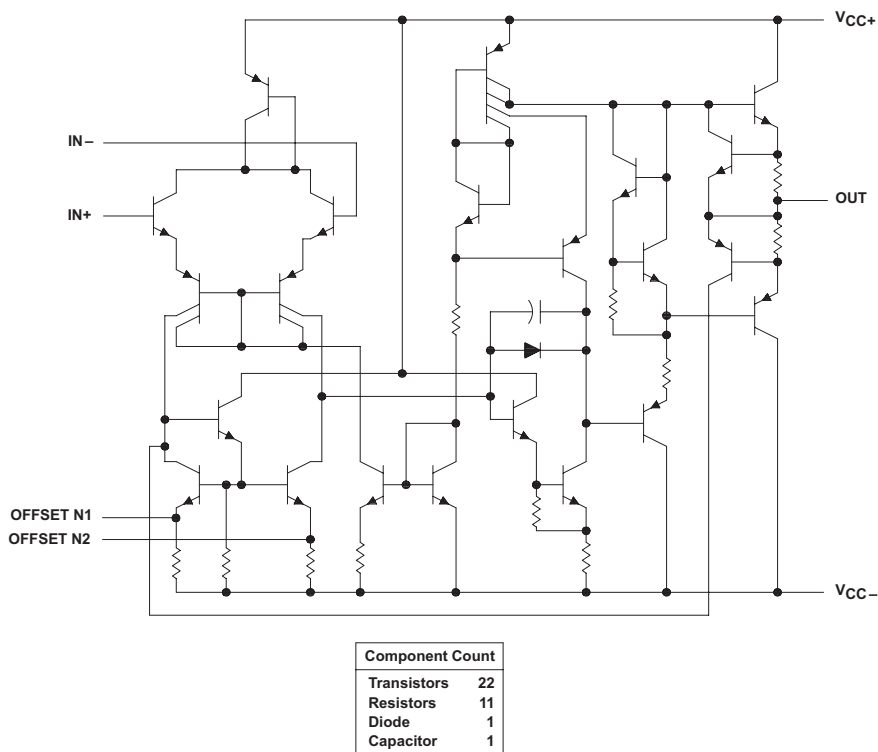 VCC+
IN−
IN+
OUT
OFFSET N1
OFFSET N2
VCC−
Component Count
Transistors 22
Resistors 11
Diode 1
Capacitor 1